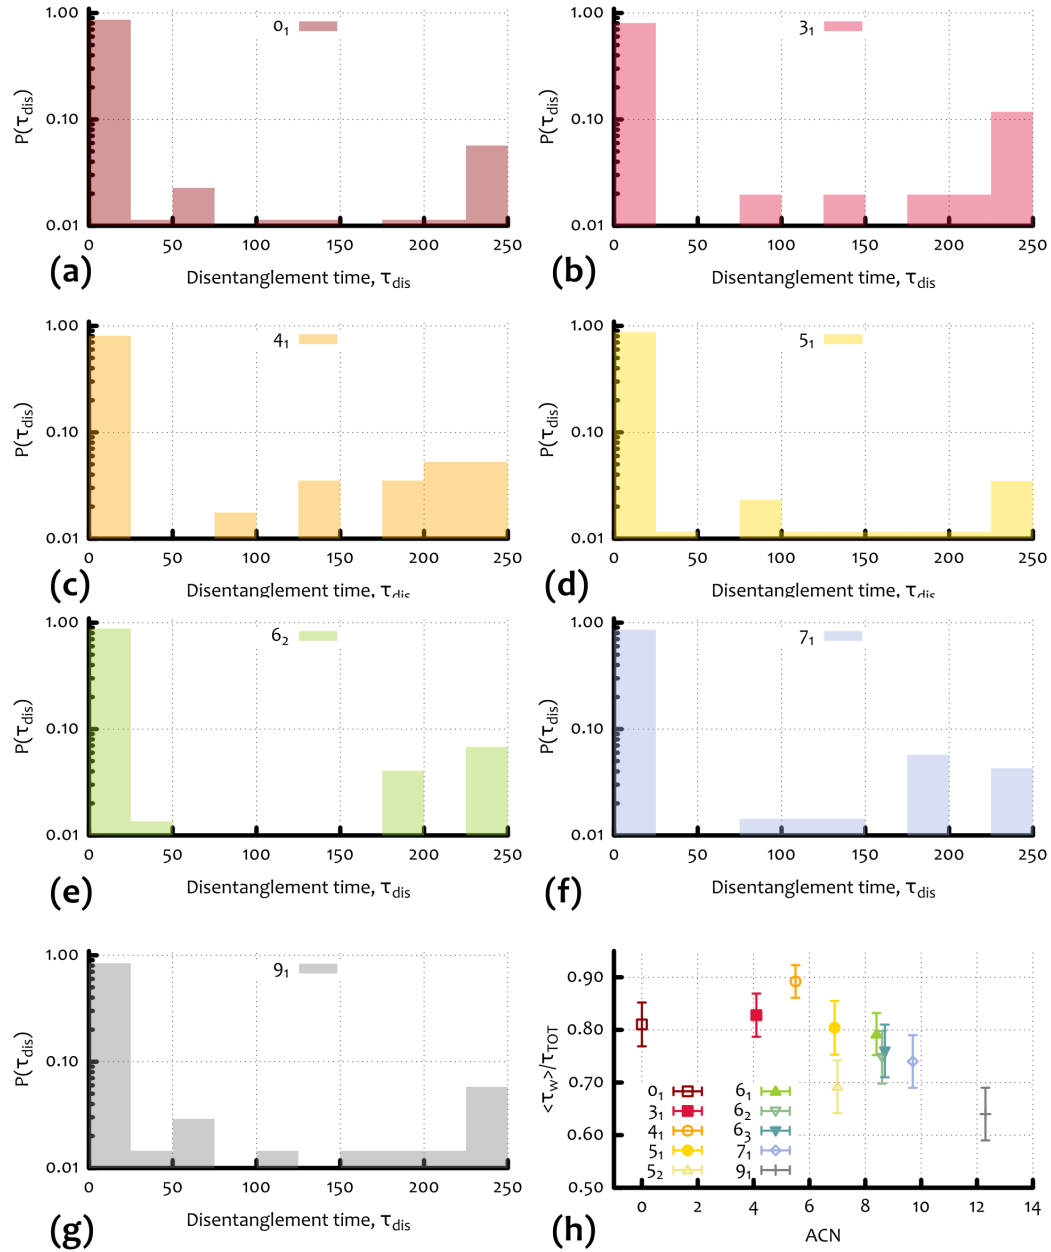 1.00
0.10
0.01
P(τdis)
0₁
0 50 100 150 200 250
Disentanglement time, τdis
(a)
1.00
0.10
0.01
P(τdis)
3₁
0 50 100 150 200 250
Disentanglement time, τdis
(b)
1.00
0.10
0.01
P(τdis)
4₁
0 50 100 150 200 250
Disentanglement time, τdis
(c)
1.00
0.10
0.01
P(τdis)
5₁
0 50 100 150 200 250
Disentanglement time, τdis
(d)
1.00
0.10
0.01
P(τdis)
6₂
0 50 100 150 200 250
Disentanglement time, τdis
(e)
1.00
0.10
0.01
P(τdis)
7₁
0 50 100 150 200 250
Disentanglement time, τdis
(f)
1.00
0.10
0.01
P(τdis)
9₁
0 50 100 150 200 250
Disentanglement time, τdis
(g)
0.90
0.80
0.70
0.60
0.50
<τw>/τTOT
0₁ 6₁
3₁ 6₂
4₁ 6₃
5₁ 7₁
5₂ 9₁
0 2 4 6 8 10 12 14
ACN
(h)